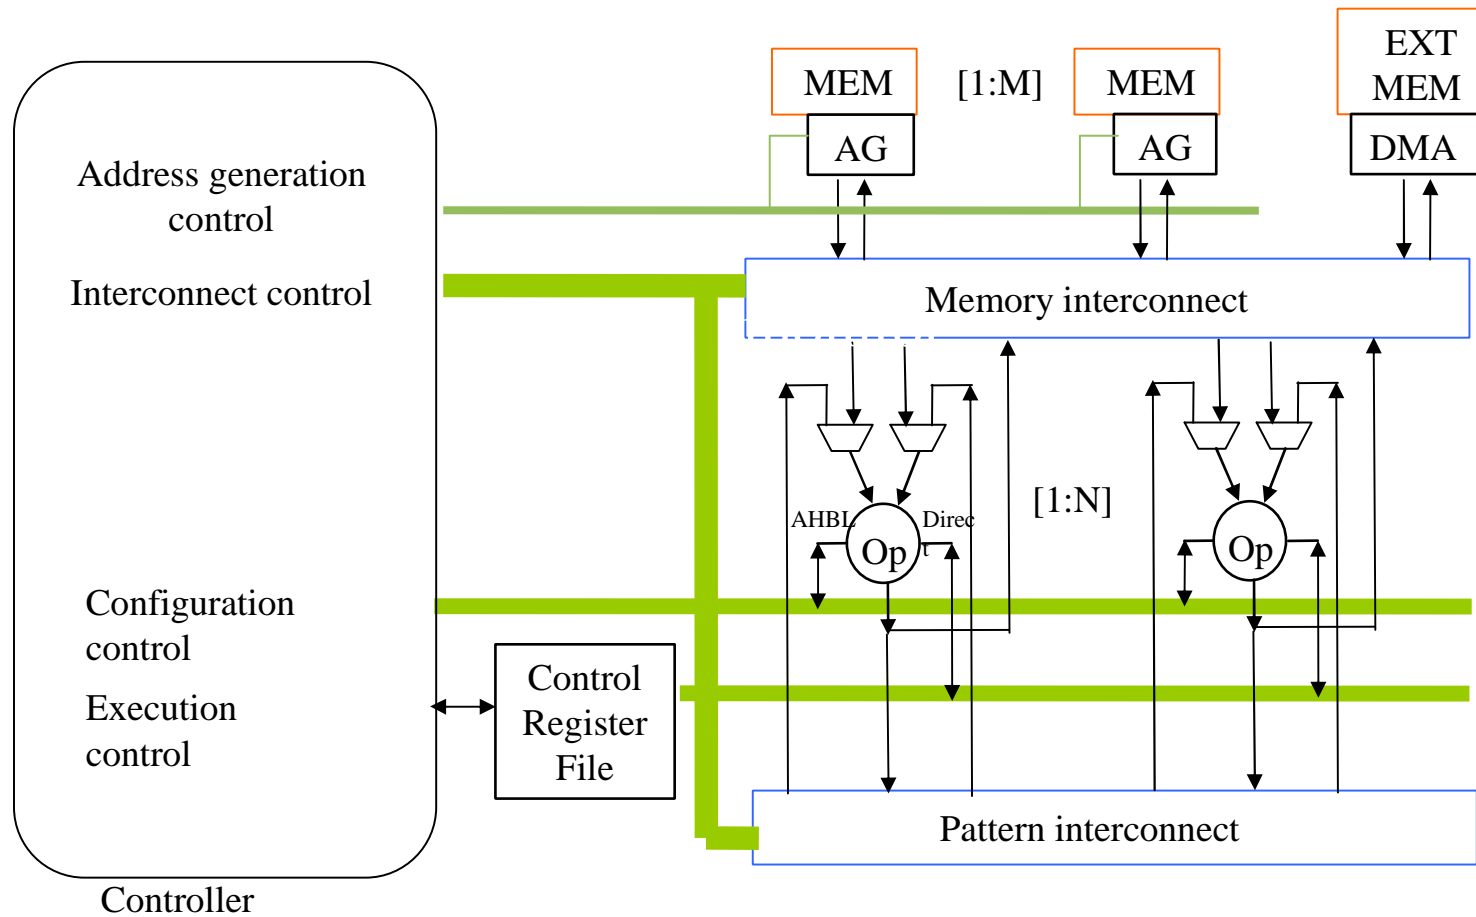 EXT
MEM
MEM
[1:M]
MEM
AG
AG
DMA
Address generation
control
Interconnect control
Memory interconnect
[1:N]
AHBL
Direc
t
Op
Op
Configuration
control
Execution
control
Control
Register
File
Pattern interconnect
Controller